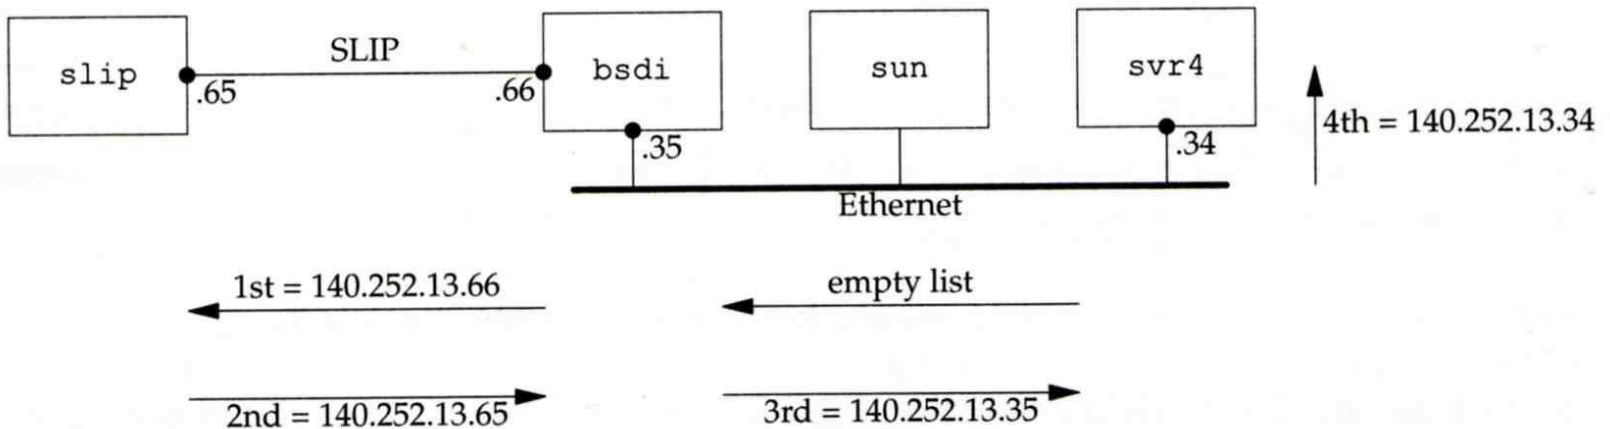 slip
SLIP
.65
.66
bsdi
.35
sun
svr4
.34
4th = 140.252.13.34
Ethernet
1st = 140.252.13.66
empty list
2nd = 140.252.13.65
3rd = 140.252.13.35